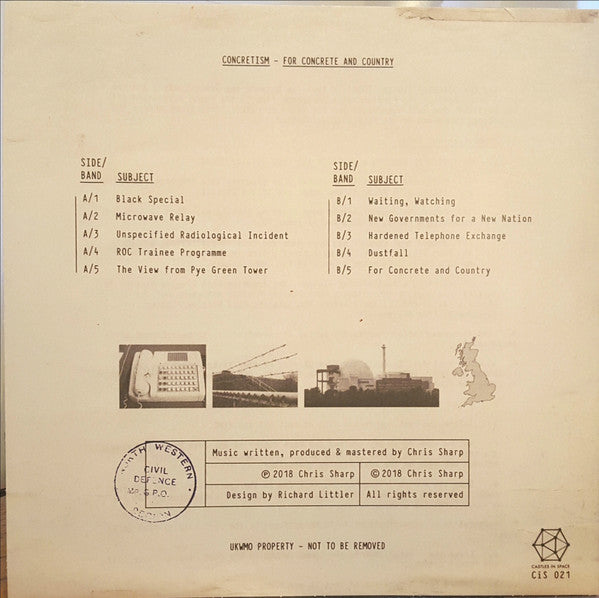 CONCRETISM - FOR CONCRETE AND COUNTRY
SIDE/
BAND SUBJECT
A/1 Black Special
A/2 Microwave Relay
A/3 Unspecified Radiological Incident
A/4 ROC Trainee Programme
A/5 The View from Pye Green Tower
SIDE/
BAND SUBJECT
B/1 Waiting, Watching
B/2 New Governments for a New Nation
B/3 Hardened Telephone Exchange
B/4 Dustfall
B/5 For Concrete and Country
WESTERN
CIVIL
DEFENCE
G.P.O.
REGION
Music written, produced & mastered by Chris Sharp
℗ 2018 Chris Sharp © 2018 Chris Sharp
Design by Richard Littler All rights reserved
UKWMO PROPERTY - NOT TO BE REMOVED
CASTLES IN SPACE
CiS 021